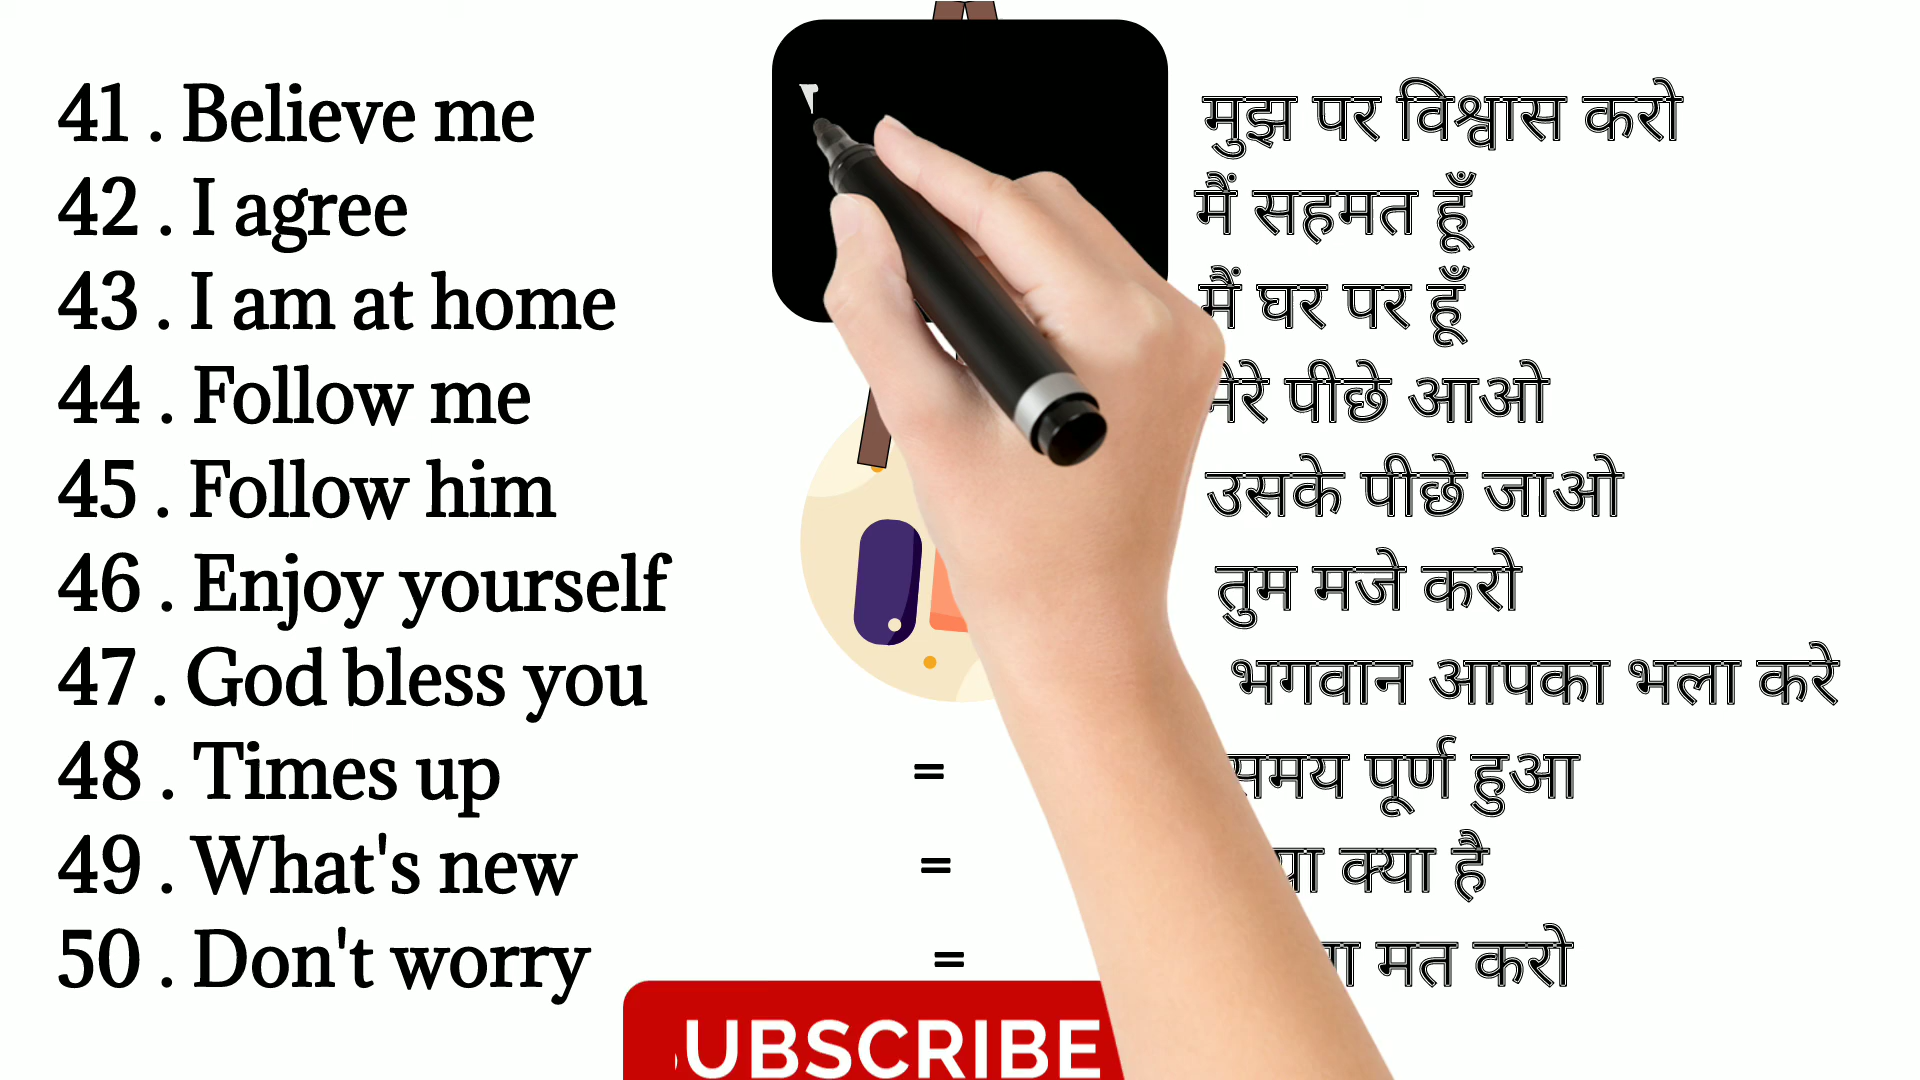 41 . Believe me मुझ पर विश्वास करो
42 . I agree मैं सहमत हूँ
43 . I am at home मैं घर पर हूँ
44 . Follow me पीछे आओ
45 . Follow him उसके पीछे जाओ
46 . Enjoy yourself तुम मजे करो
47 . God bless you भगवान आपका भला करे
48 . Times up = समय पूर्ण हुआ
49 . What's new = क्या है
50 . Don't worry = मत करो
UBSCRIBE